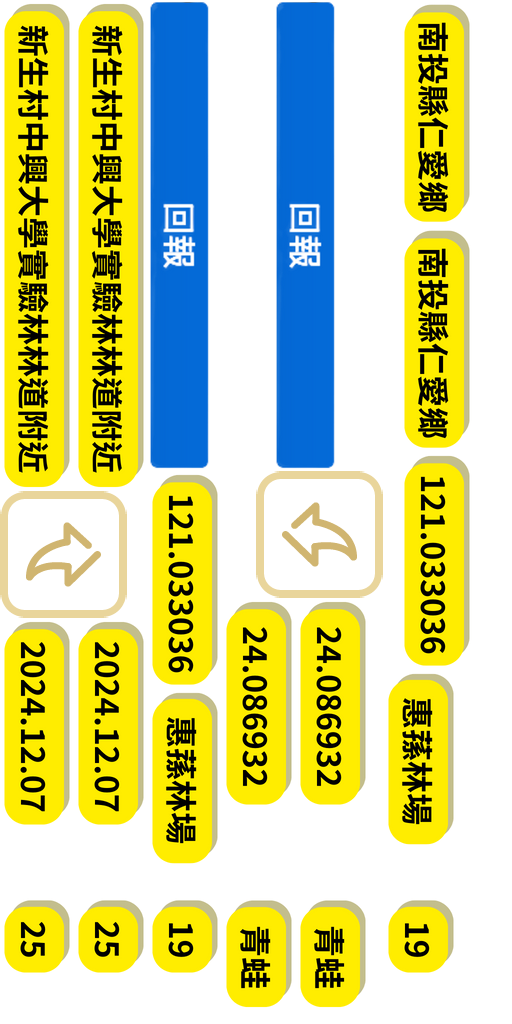 南投縣仁愛鄉
南投縣仁愛鄉
121.033036
惠蓀林場
19
回報
24.086932
青蛙
24.086932
青蛙
回報
121.033036
惠蓀林場
19
新生村中興大學實驗林林道附近
2024.12.07
25
新生村中興大學實驗林林道附近
2024.12.07
25